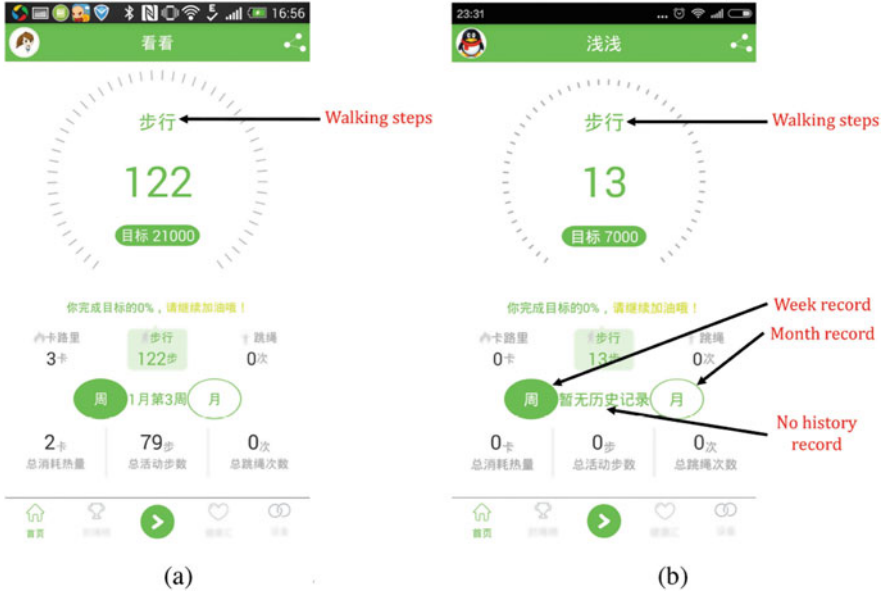 16:56
看看
步行
122
目标 21000
你完成目标的0%，请继续加油哦！
卡路里
3卡
步行
122步
跳绳
0次
周
1月第3周
月
2卡
总消耗热量
79步
总活动步数
0次
总跳绳次数
首页
(a)
Walking steps
23:31
...
浅浅
步行
13
目标 7000
你完成目标的0%，请继续加油哦！
卡路里
0卡
步行
13步
跳绳
0次
周
暂无历史记录
月
0卡
总消耗热量
0步
总活动步数
0次
总跳绳次数
首页
(b)
Walking steps
Week record
Month record
No history
record